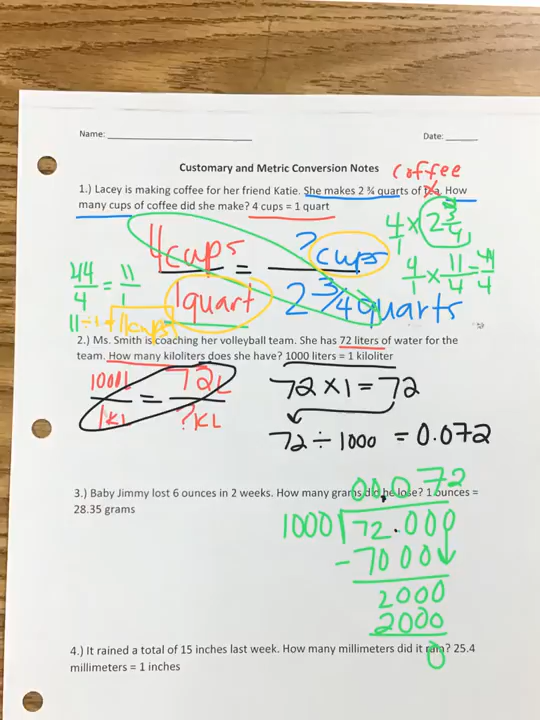 Name: ____________________ Date: _______
Customary and Metric Conversion Notes
coffee
1.) Lacey is making coffee for her friend Katie. She makes 2 ¾ quarts of Tea. How
many cups of coffee did she make? 4 cups = 1 quart
4/1 × 2 3/4
4 cups / 1 quart = ? cups / 2 3/4 quarts
4/1 × 11/4 = 44/4
44/4 = 11/1
11 ÷ 1 = 11 cups
2.) Ms. Smith is coaching her volleyball team. She has 72 liters of water for the
team. How many kiloliters does she have? 1000 liters = 1 kiloliter
1000 L / 1 KL = 72 L / ? KL
72 × 1 = 72
72 ÷ 1000 = 0.072
3.) Baby Jimmy lost 6 ounces in 2 weeks. How many grams did he lose? 1 ounces =
28.35 grams
00.072
1000 72.000
- 7000
2000
2000
0
4.) It rained a total of 15 inches last week. How many millimeters did it rain? 25.4
millimeters = 1 inches